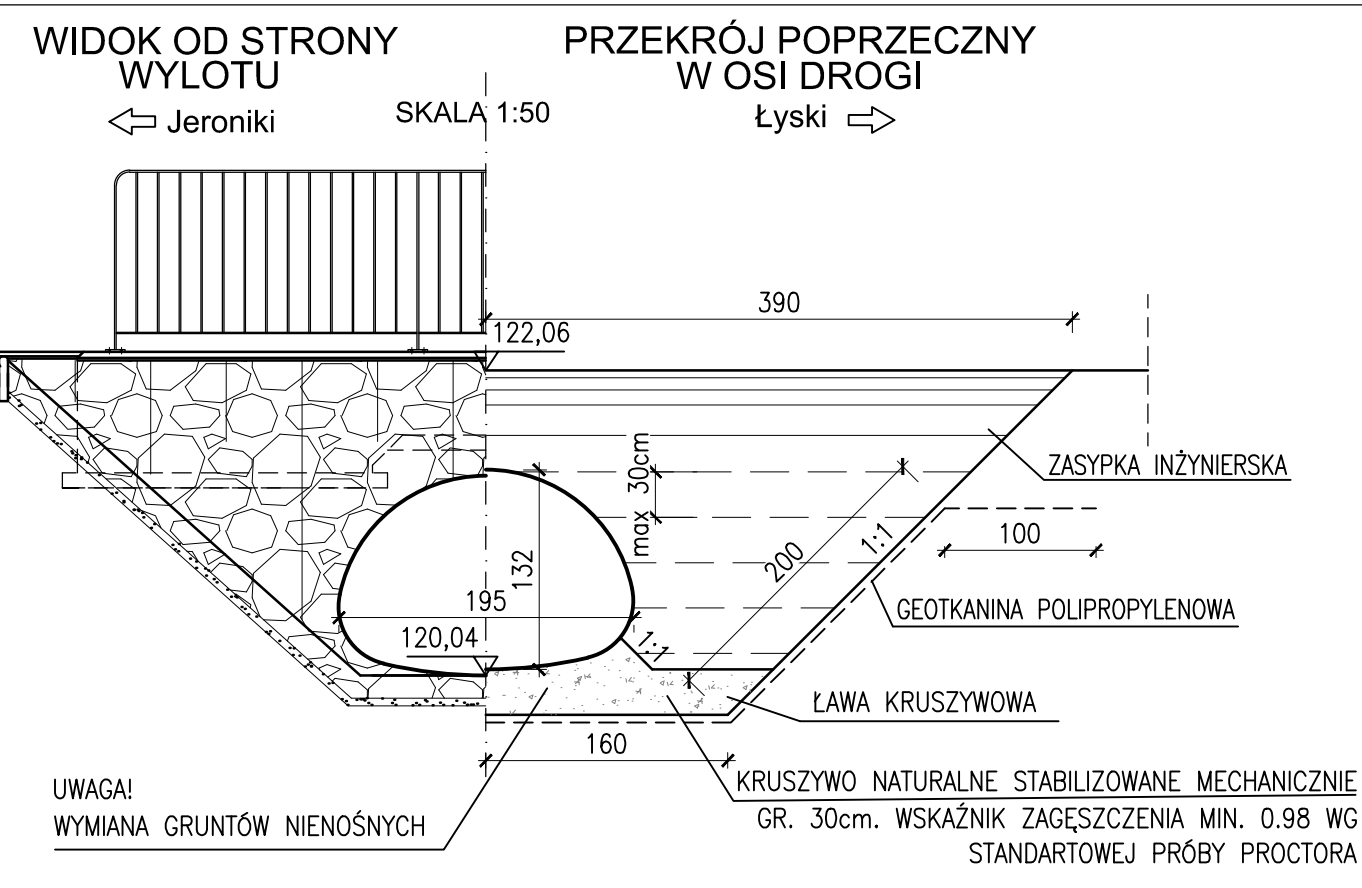 WIDOK OD STRONY
WYLOTU
Jeroniki
SKALA 1:50
PRZEKRÓJ POPRZECZNY
W OSI DROGI
Łyski
390
122,06
ZASYPKA INŻYNIERSKA
max 30cm
100
1:1
200
132
195
GEOTKANINA POLIPROPYLENOWA
120,04
1:1
ŁAWA KRUSZYWOWA
160
UWAGA!
WYMIANA GRUNTÓW NIENOŚNYCH
KRUSZYWO NATURALNE STABILIZOWANE MECHANICZNIE
GR. 30cm. WSKAŹNIK ZAGĘSZCZENIA MIN. 0.98 WG
STANDARTOWEJ PRÓBY PROCTORA